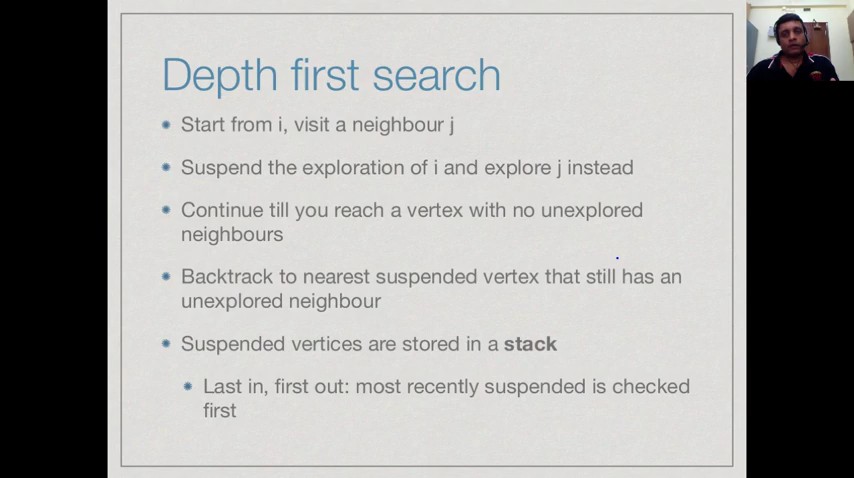 Depth first search
Start from i, visit a neighbour j
Suspend the exploration of i and explore j instead
Continue till you reach a vertex with no unexplored
neighbours
Backtrack to nearest suspended vertex that still has an
unexplored neighbour
Suspended vertices are stored in a stack
Last in, first out: most recently suspended is checked
first